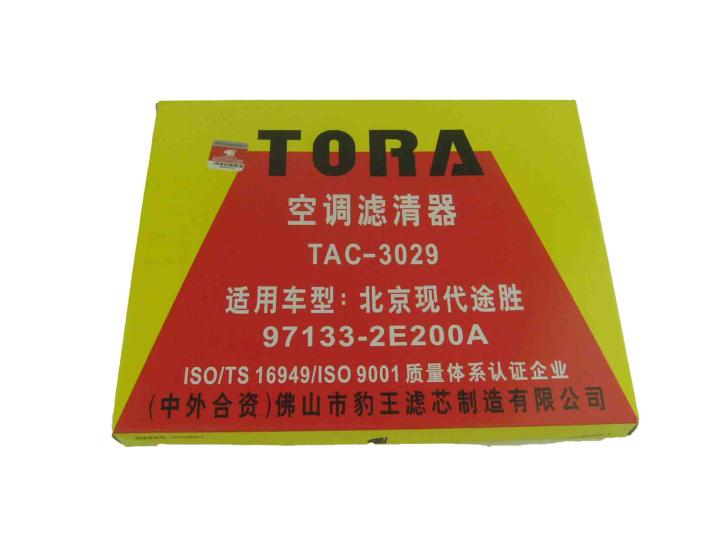 TORA
空调滤清器
TAC-3029
适用车型：北京现代途胜
97133-2E200A
ISO/TS 16949/ISO 9001 质量体系认证企业
(中外合资)佛山市豹王滤芯制造有限公司